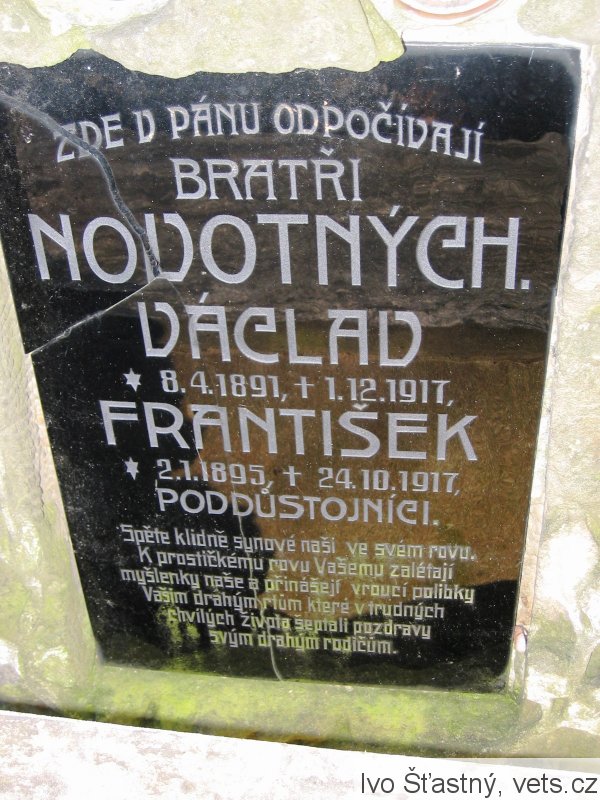 ZDE V PÁNU ODPOČÍVAJÍ
BRATŘI
NOVOTNÝCH.
VÁCLAV
* 8.4.1891, + 1.12.1917,
FRANTIŠEK
* 2.1.1895, + 24.10.1917,
PODDŮSTOJNÍCI.
Spěte klidně synové naši ve svém rovu.
K prostičkému rovu Vašemu zalétají
myšlenky naše a přinášejí vroucí polibky
Vašim drahým rtům které v trudných
chvílých života šeptali pozdravy
svým drahým rodičům.
Ivo Šťastný, vets.cz